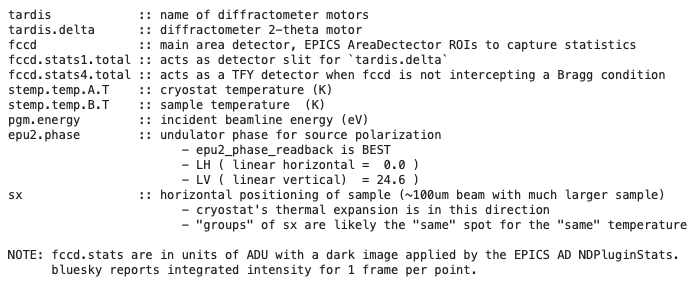 tardis :: name of diffractometer motors
tardis.delta :: diffractometer 2-theta motor
fccd :: main area detector, EPICS AreaDectector ROIs to capture statistics
fccd.stats1.total :: acts as detector slit for `tardis.delta`
fccd.stats4.total :: acts as a TFY detector when fccd is not intercepting a Bragg condition
stemp.temp.A.T :: cryostat temperature (K)
stemp.temp.B.T :: sample temperature (K)
pgm.energy :: incident beamline energy (eV)
epu2.phase :: undulator phase for source polarization
- epu2_phase_readback is BEST
- LH ( linear horizontal = 0.0 )
- LV ( linear vertical) = 24.6 )
sx :: horizontal positioning of sample (~100um beam with much larger sample)
- cryostat's thermal expansion is in this direction
- "groups" of sx are likely the "same" spot for the "same" temperature
NOTE: fccd.stats are in units of ADU with a dark image applied by the EPICS AD NDPluginStats.
bluesky reports integrated intensity for 1 frame per point.